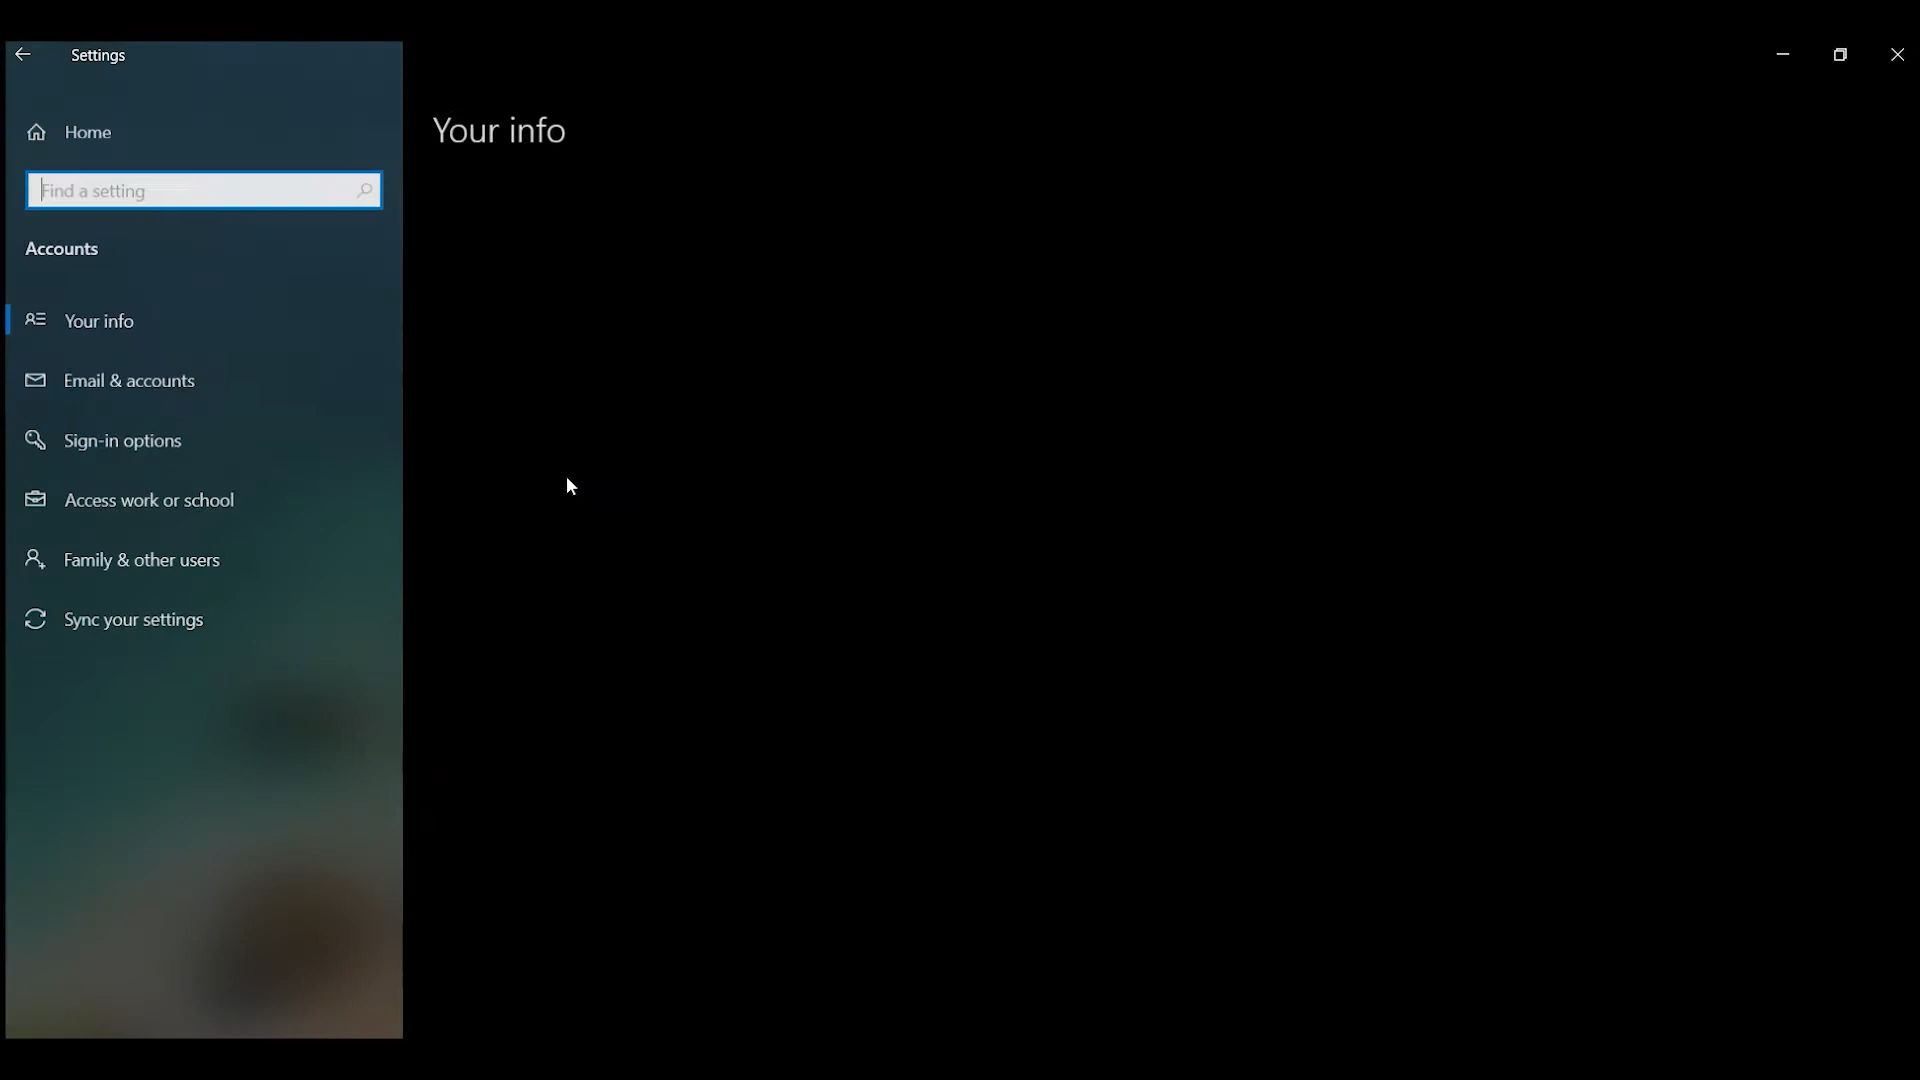 Settings
Home
Find a setting
Accounts
Your info
Email & accounts
Sign-in options
Access work or school
Family & other users
Sync your settings
Your info